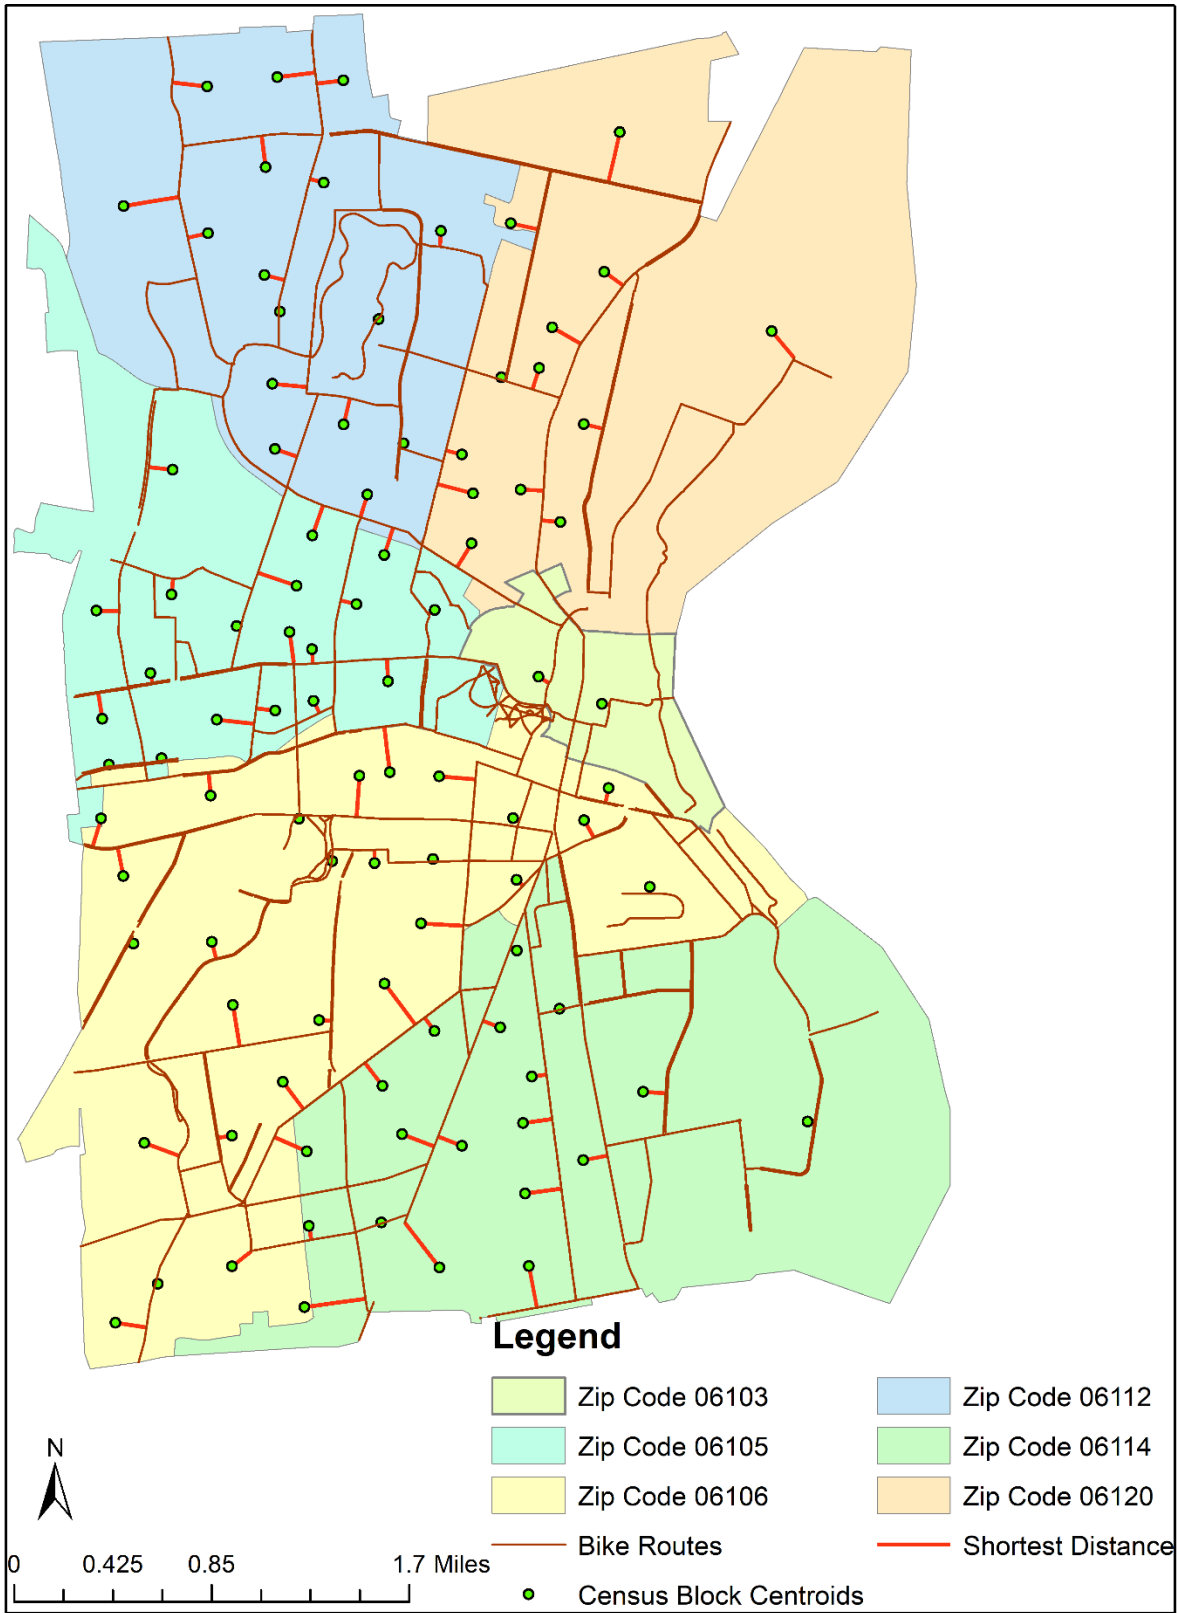 Legend
Zip Code 06103
Zip Code 06112
Zip Code 06105
Zip Code 06114
Zip Code 06106
Zip Code 06120
Bike Routes
Shortest Distance
Census Block Centroids
N
0 0.425 0.85 1.7 Miles